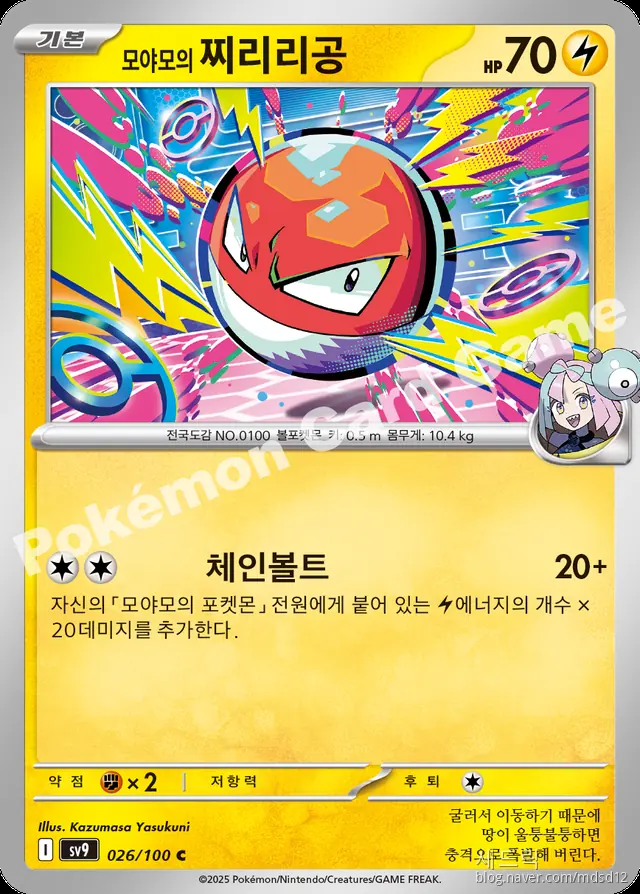 기본
모야모의 찌리리공
HP 70
전국도감 NO.0100 볼포켓몬 키: 0.5 m 몸무게: 10.4 kg
Pokémon Card Game
체인볼트 20+
자신의 「모야모의 포켓몬」 전원에게 붙어 있는 에너지의 개수 ×
20데미지를 추가한다.
약점 ×2 저항력 후퇴
Illus. Kazumasa Yasukuni
I sv9 026/100 C
굴러서 이동하기 때문에
땅이 울퉁불퉁하면
충격으로 폭발해 버린다.
blog.naver.com/mdsd12
©2025 Pokémon/Nintendo/Creatures/GAME FREAK.